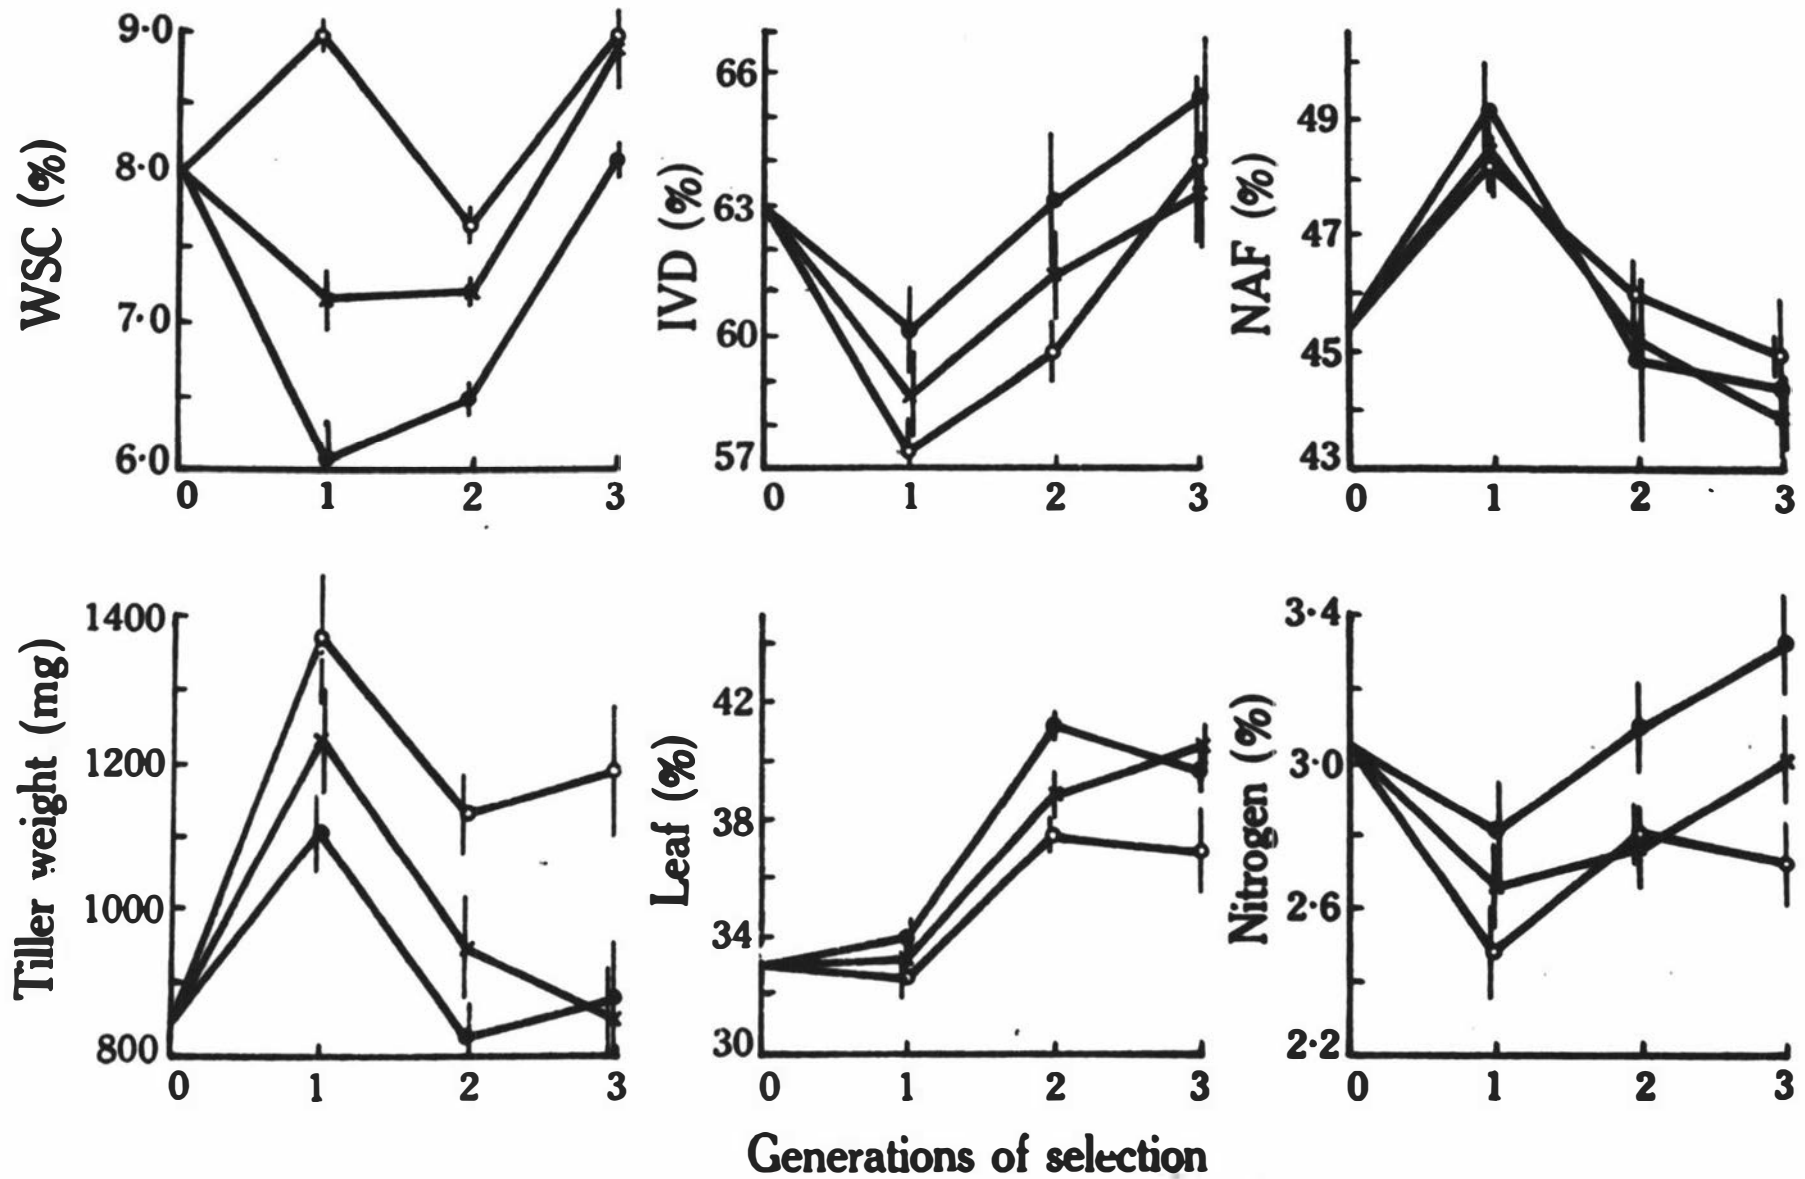 WSC (%)
9·0
8·0
7·0
6·0
0 1 2 3
IVD (%)
66
63
60
57
0 1 2 3
NAF (%)
49
47
45
43
0 1 2 3
Tiller weight (mg)
1400
1200
1000
800
0 1 2 3
Leaf (%)
42
38
34
30
0 1 2 3
Nitrogen (%)
3·4
3·0
2·6
2·2
0 1 2 3
Generations of selection